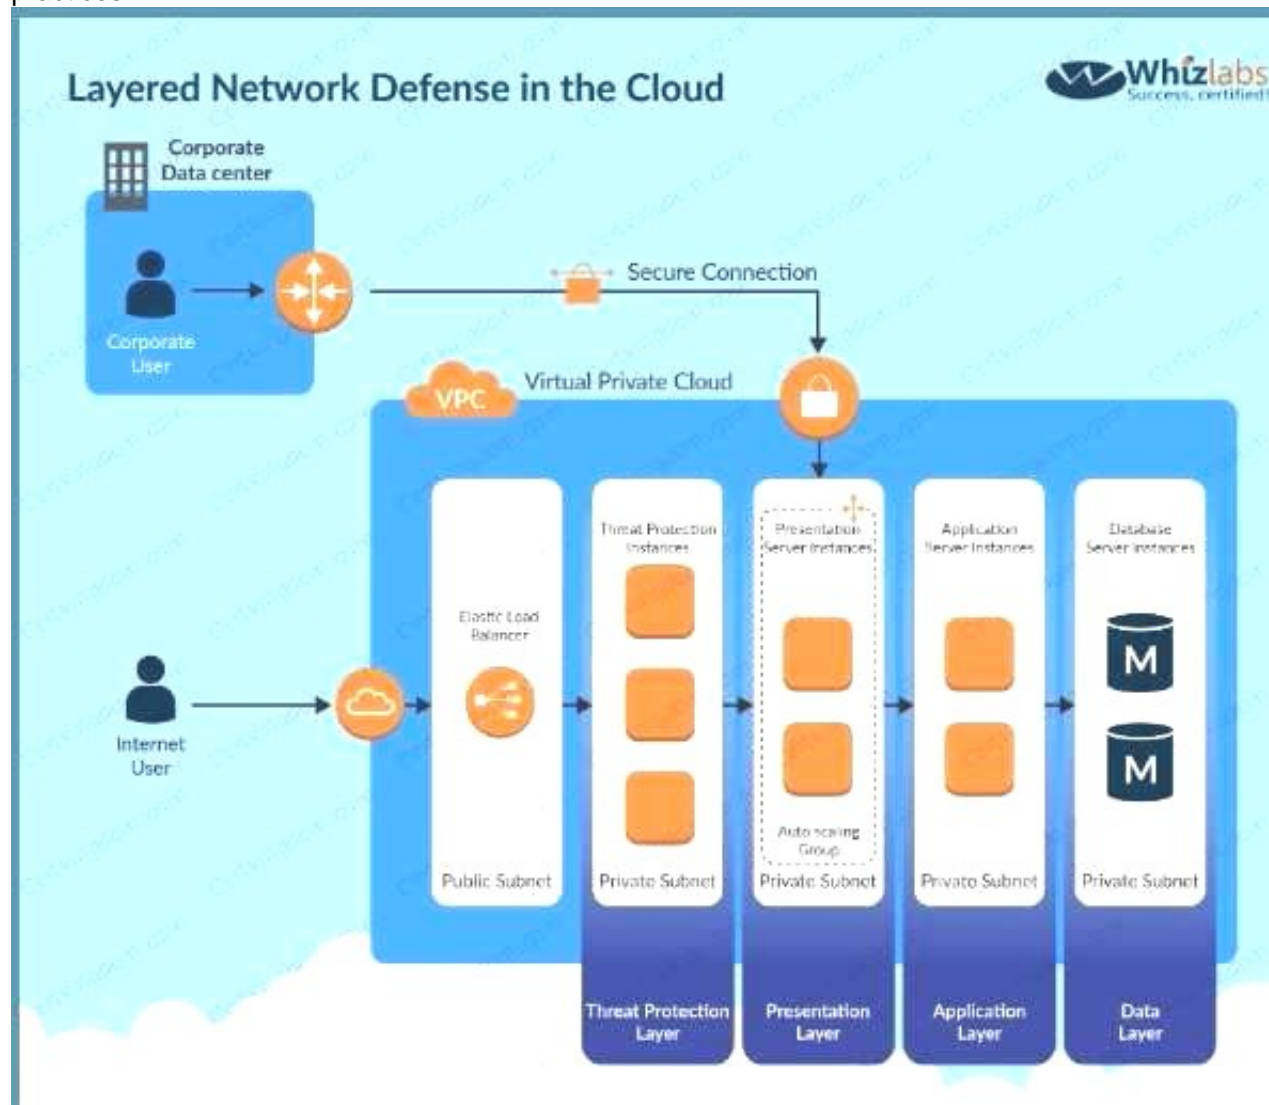 Layered Network Defense in the Cloud
Whizlabs
Success, certified!
Corporate
Data center
Secure Connection
Corporate
User
VPC
Virtual Private Cloud
Threat Protection
Instances
Presentation
Server Instances
Application
Server Instances
Database
Server Instances
Elastic Load
Balancer
M
M
Internet
User
Auto scaling
Group
Public Subnet
Private Subnet
Private Subnet
Private Subnet
Private Subnet
Threat Protection
Layer
Presentation
Layer
Application
Layer
Data
Layer